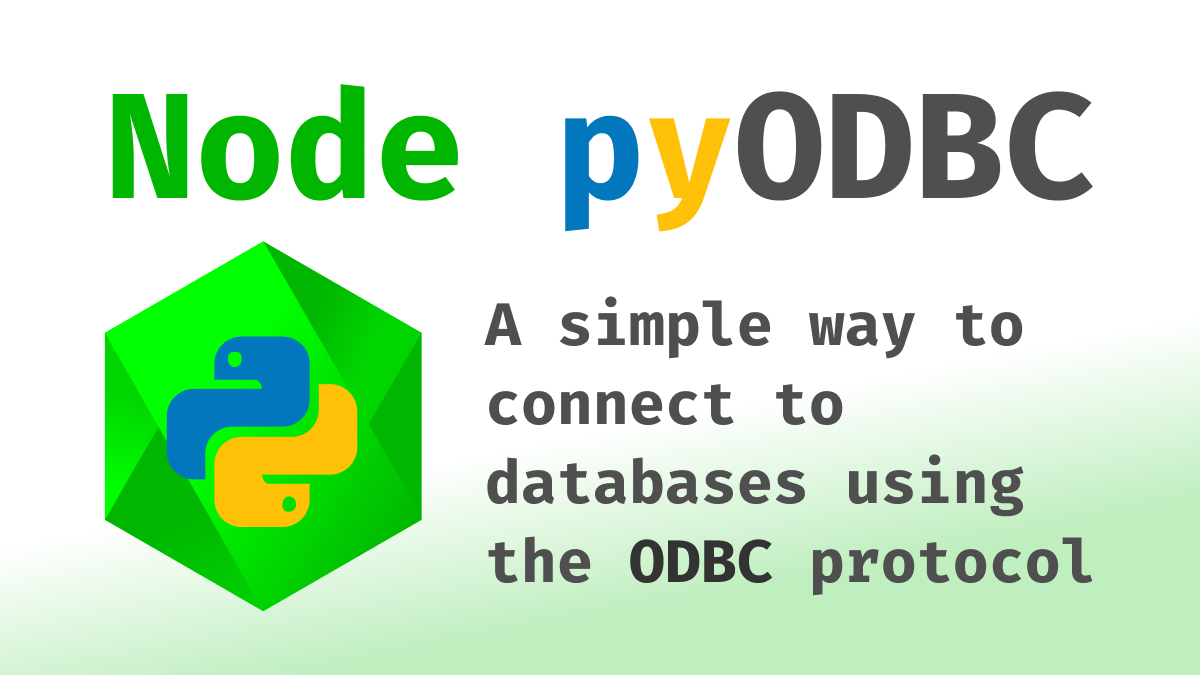 Node pyODBC
A simple way to
connect to
databases using
the ODBC protocol